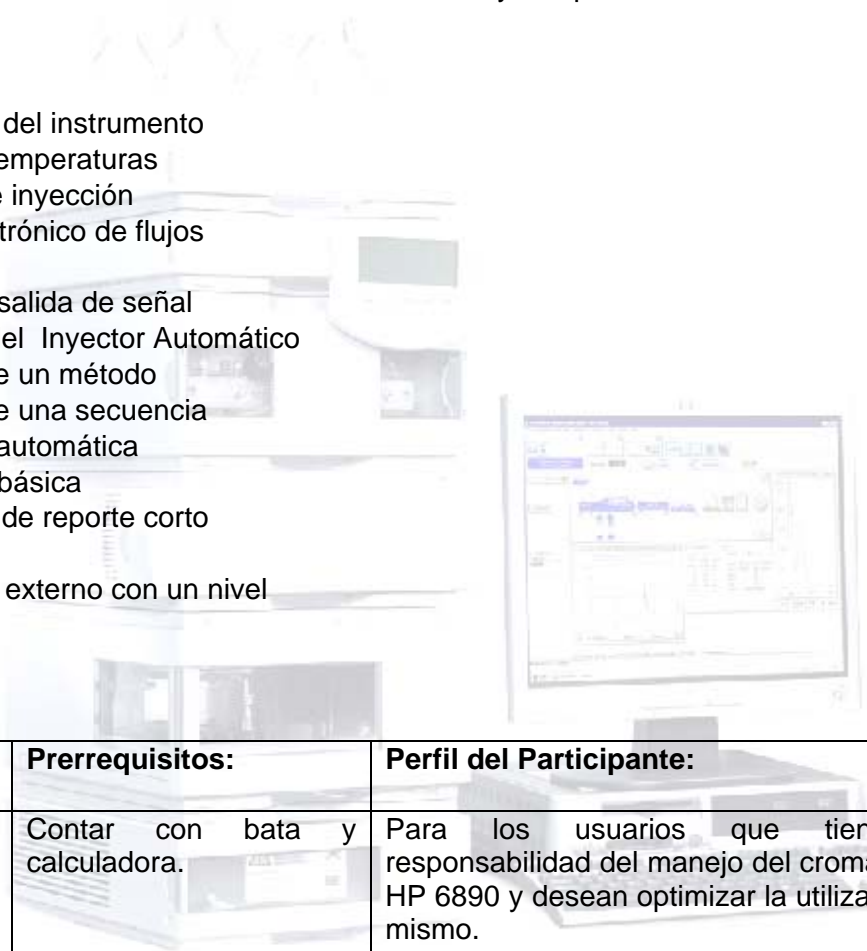 del instrumento
emperaturas
e inyección
trónico de flujos
salida de señal
el Inyector Automático
e un método
e una secuencia
automática
básica
de reporte corto
externo con un nivel
Prerrequisitos:
Perfil del Participante:
Contar con bata y
calculadora.
Para los usuarios que tien
responsabilidad del manejo del croma
HP 6890 y desean optimizar la utiliza
mismo.